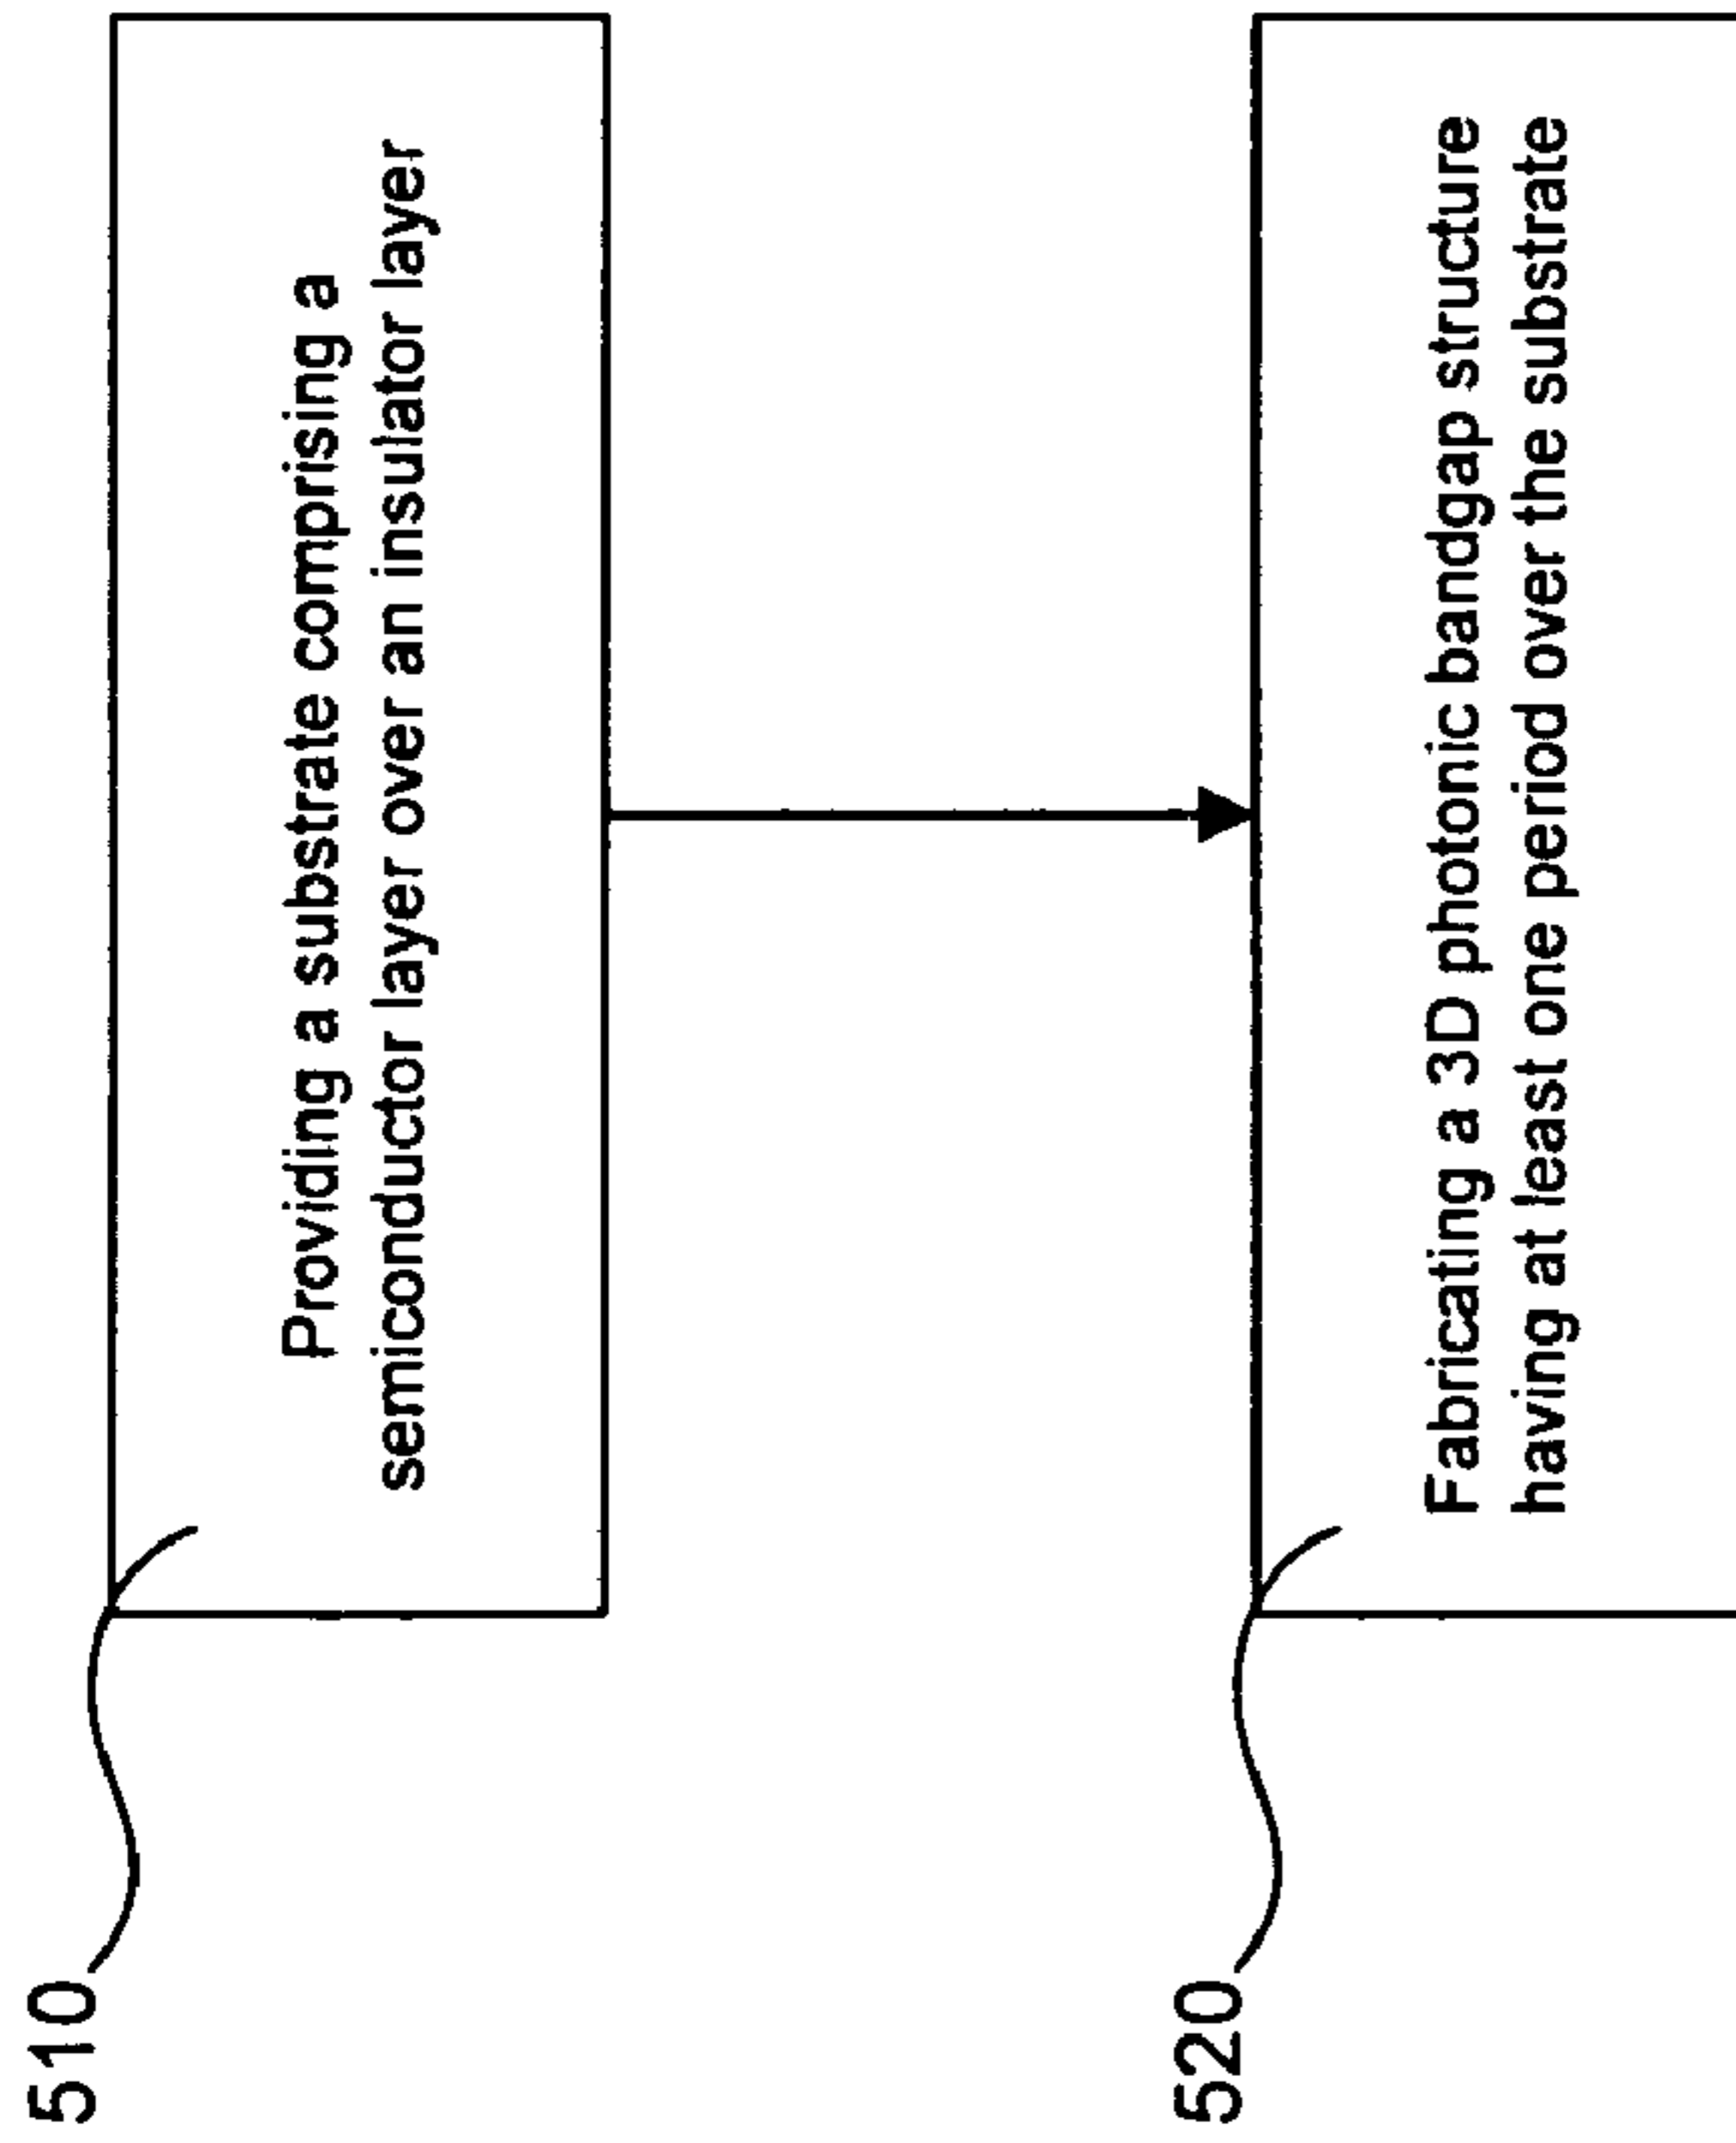 510
Providing a substrate comprising a
semiconductor layer over an insulator layer
520
Fabricating a 3D photonic bandgap structure
having at least one period over the substrate